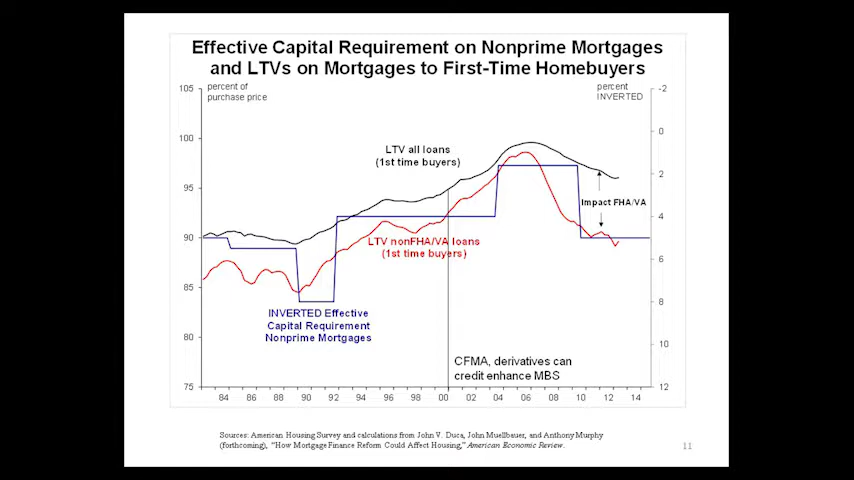 Effective Capital Requirement on Nonprime Mortgages
and LTVs on Mortgages to First-Time Homebuyers
percent of
purchase price
percent
INVERTED
105
100
95
90
85
80
75
-2
0
2
4
6
8
10
12
LTV all loans
(1st time buyers)
Impact FHA/VA
LTV nonFHA/VA loans
(1st time buyers)
INVERTED Effective
Capital Requirement
Nonprime Mortgages
CFMA, derivatives can
credit enhance MBS
84 86 88 90 92 94 96 98 00 02 04 06 08 10 12 14
Sources: American Housing Survey and calculations from John V. Duca, John Muellbauer, and Anthony Murphy
(forthcoming), “How Mortgage Finance Reform Could Affect Housing,” American Economic Review.
11